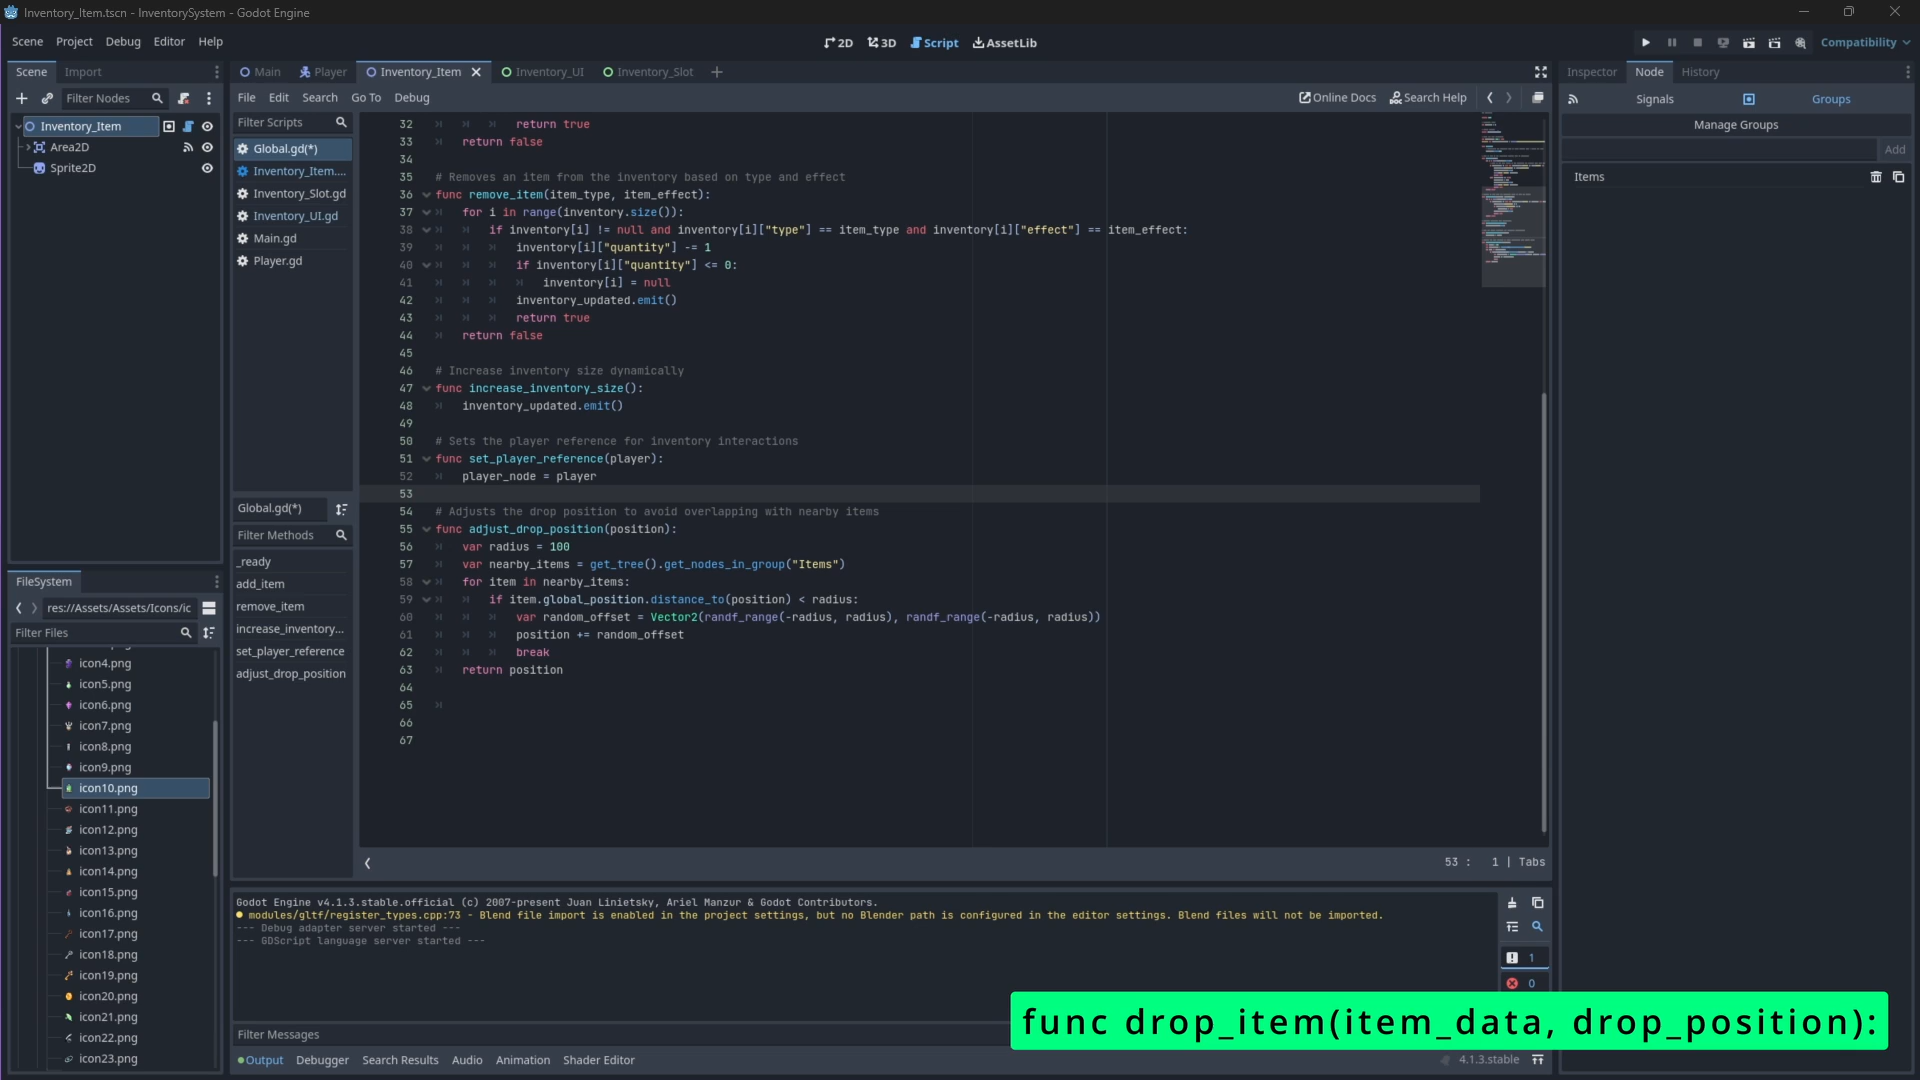 Inventory_Item.tscn - InventorySystem - Godot Engine
Scene Project Debug Editor Help
2D 3D Script AssetLib
Compatibility
Scene Import
Filter Nodes
Inventory_Item
Area2D
Sprite2D
FileSystem
res://Assets/Assets/Icons/ic
Filter Files
icon4.png
icon5.png
icon6.png
icon7.png
icon8.png
icon9.png
icon10.png
icon11.png
icon12.png
icon13.png
icon14.png
icon15.png
icon16.png
icon17.png
icon18.png
icon19.png
icon20.png
icon21.png
icon22.png
icon23.png
Main Player Inventory_Item Inventory_UI Inventory_Slot
File Edit Search Go To Debug
Online Docs Search Help
Filter Scripts
Global.gd(*)
Inventory_Item....
Inventory_Slot.gd
Inventory_UI.gd
Main.gd
Player.gd
Global.gd(*)
Filter Methods
_ready
add_item
remove_item
increase_inventory...
set_player_reference
adjust_drop_position
32 return true
33 return false
34
35 # Removes an item from the inventory based on type and effect
36 func remove_item(item_type, item_effect):
37 for i in range(inventory.size()):
38 if inventory[i] != null and inventory[i]["type"] == item_type and inventory[i]["effect"] == item_effect:
39 inventory[i]["quantity"] -= 1
40 if inventory[i]["quantity"] <= 0:
41 inventory[i] = null
42 inventory_updated.emit()
43 return true
44 return false
45
46 # Increase inventory size dynamically
47 func increase_inventory_size():
48 inventory_updated.emit()
49
50 # Sets the player reference for inventory interactions
51 func set_player_reference(player):
52 player_node = player
53
54 # Adjusts the drop position to avoid overlapping with nearby items
55 func adjust_drop_position(position):
56 var radius = 100
57 var nearby_items = get_tree().get_nodes_in_group("Items")
58 for item in nearby_items:
59 if item.global_position.distance_to(position) < radius:
60 var random_offset = Vector2(randf_range(-radius, radius), randf_range(-radius, radius))
61 position += random_offset
62 break
63 return position
64
65
66
67
53 : 1 | Tabs
Godot Engine v4.1.3.stable.official (c) 2007-present Juan Linietsky, Ariel Manzur & Godot Contributors.
modules/gltf/register_types.cpp:73 - Blend file import is enabled in the project settings, but no Blender path is configured in the editor settings. Blend files will not be imported.
--- Debug adapter server started ---
--- GDScript language server started ---
1
0
Filter Messages
Output Debugger Search Results Audio Animation Shader Editor
4.1.3.stable
Inspector Node History
Signals Groups
Manage Groups
Add
Items
func drop_item(item_data, drop_position):